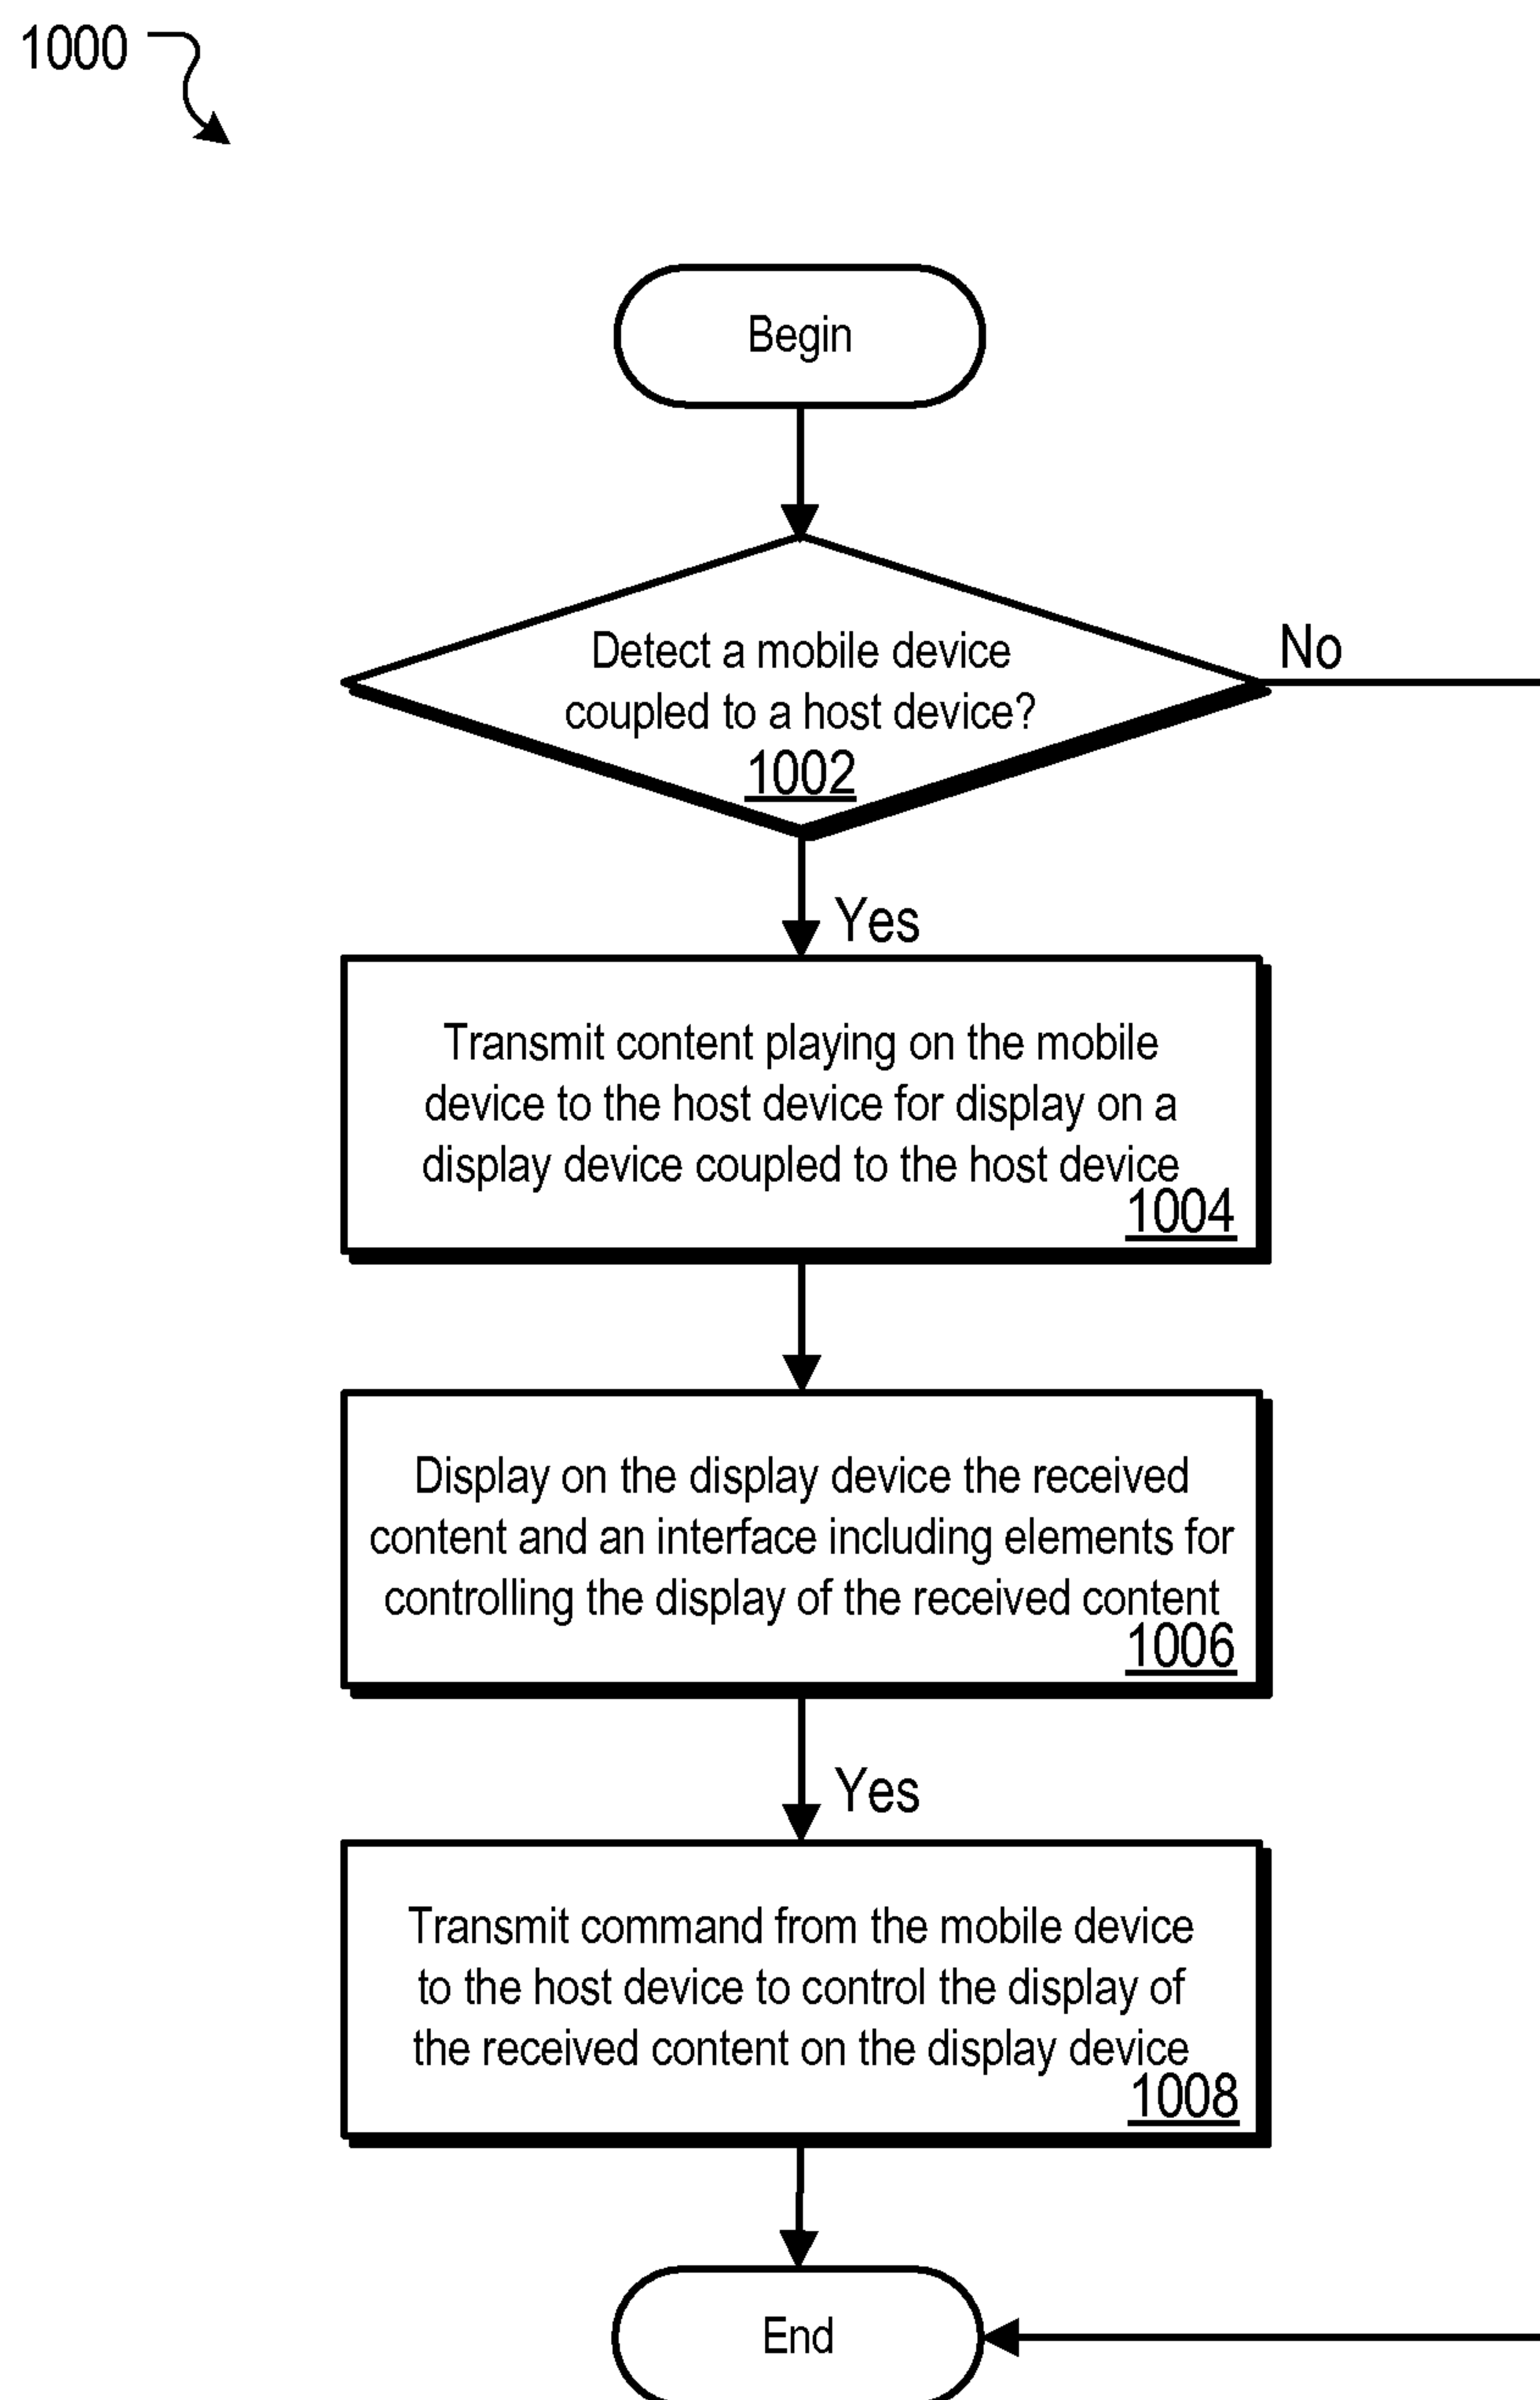 1000
Begin
Detect a mobile device
coupled to a host device?
1002
No
Yes
Transmit content playing on the mobile
device to the host device for display on a
display device coupled to the host device
1004
Display on the display device the received
content and an interface including elements for
controlling the display of the received content
1006
Yes
Transmit command from the mobile device
to the host device to control the display of
the received content on the display device
1008
End